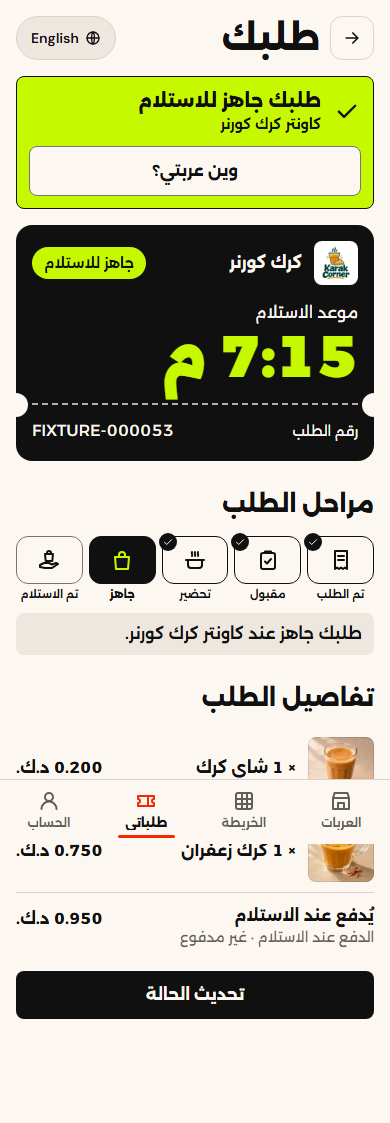 طلبك
English
طلبك جاهز للاستلام
كاونتر كرك كورنر
وين عربتي؟
Karak Corner
كرك كورنر
جاهز للاستلام
موعد الاستلام
7:15 م
رقم الطلب
FIXTURE-000053
مراحل الطلب
تم الطلب
مقبول
تحضير
جاهز
تم الاستلام
طلبك جاهز عند كاونتر كرك كورنر.
تفاصيل الطلب
× 1 شاي كرك
0.200 د.ك.
العربات
الخريطة
طلباتي
الحساب
× 1 كرك زعفران
0.750 د.ك.
يُدفع عند الاستلام
0.950 د.ك.
الدفع عند الاستلام · غير مدفوع
تحديث الحالة